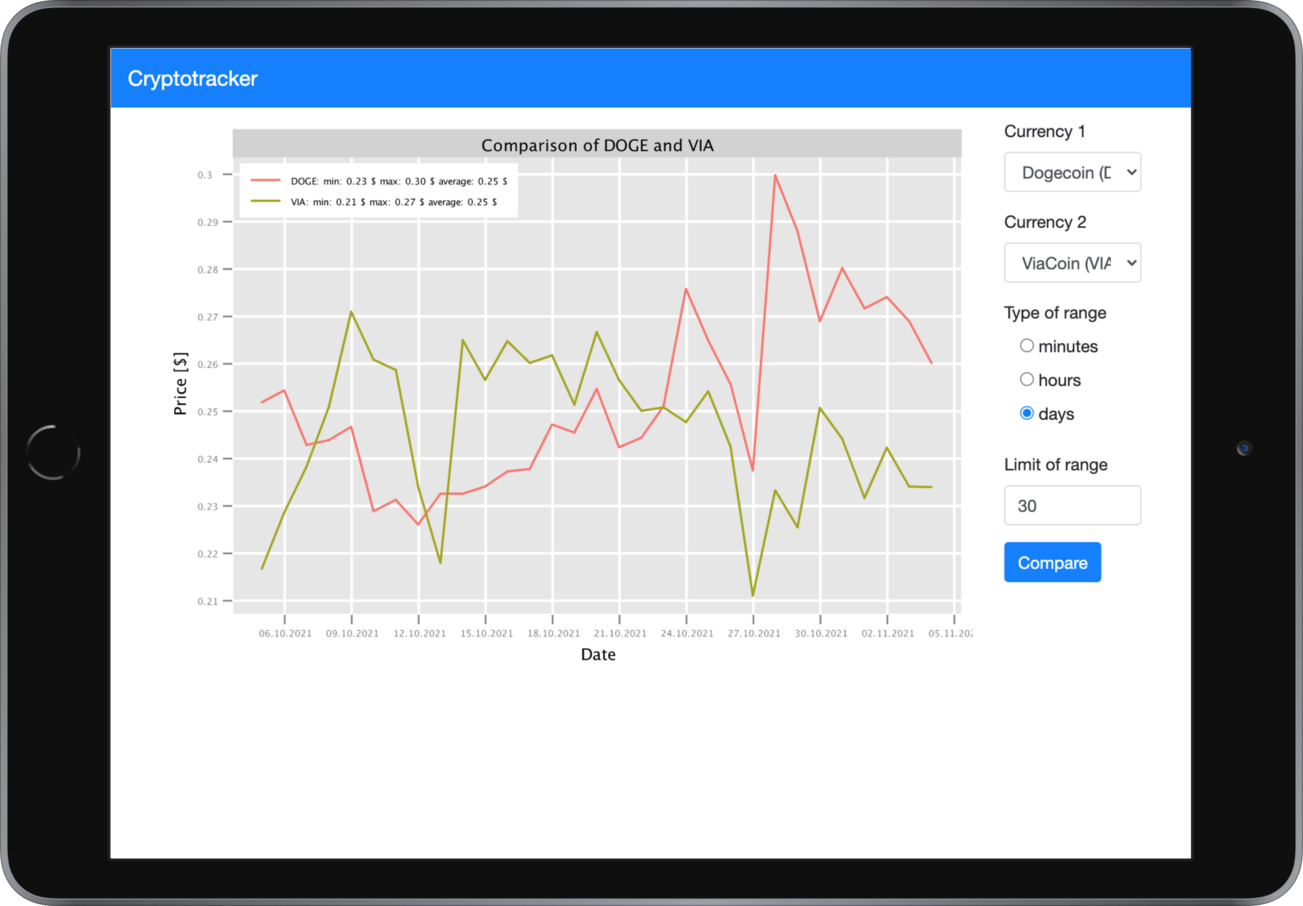 Cryptotracker
Comparison of DOGE and VIA
DOGE: min: 0.23 $ max: 0.30 $ average: 0.25 $
VIA: min: 0.21 $ max: 0.27 $ average: 0.25 $
Price [$]
0.3
0.29
0.28
0.27
0.26
0.25
0.24
0.23
0.22
0.21
06.10.2021 09.10.2021 12.10.2021 15.10.2021 18.10.2021 21.10.2021 24.10.2021 27.10.2021 30.10.2021 02.11.2021 05.11.202
Date
Currency 1
Dogecoin (D
Currency 2
ViaCoin (VIA
Type of range
minutes
hours
days
Limit of range
30
Compare